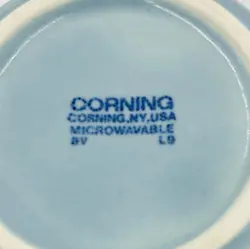 CORNING
CORNING, NY, USA
MICROWAVABLE
BV L9